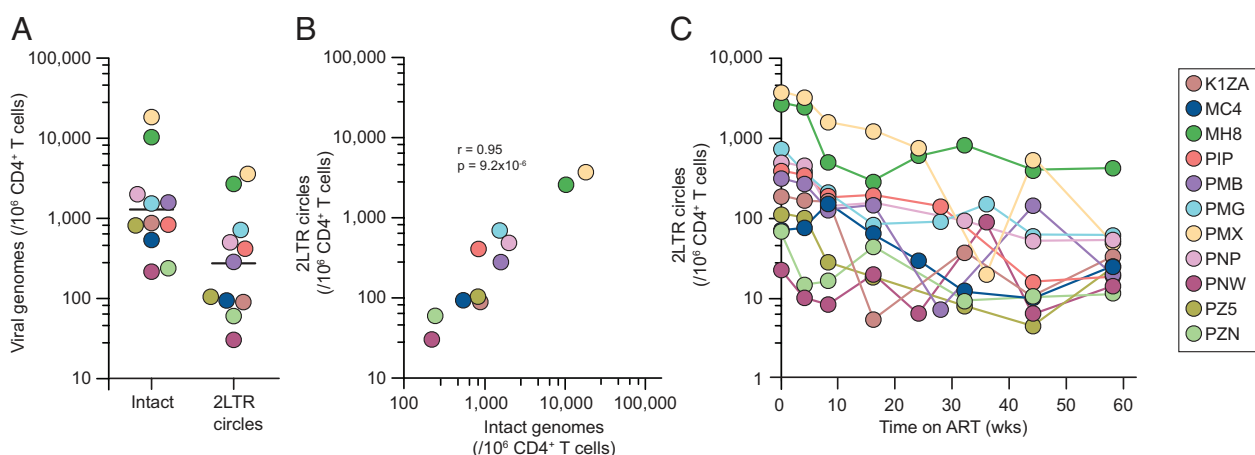 A
Viral genomes (/10⁶ CD4⁺ T cells)
100,000
10,000
1,000
100
10
Intact
2LTR
circles
B
2LTR circles
(/10⁶ CD4⁺ T cells)
100,000
10,000
1,000
100
10
r = 0.95
p = 9.2x10⁻⁶
100
1,000
10,000
100,000
Intact genomes
(/10⁶ CD4⁺ T cells)
C
2LTR circles
(/10⁶ CD4⁺ T cells)
10,000
1,000
100
10
1
0
10
20
30
40
50
60
Time on ART (wks)
K1ZA
MC4
MH8
PIP
PMB
PMG
PMX
PNP
PNW
PZ5
PZN